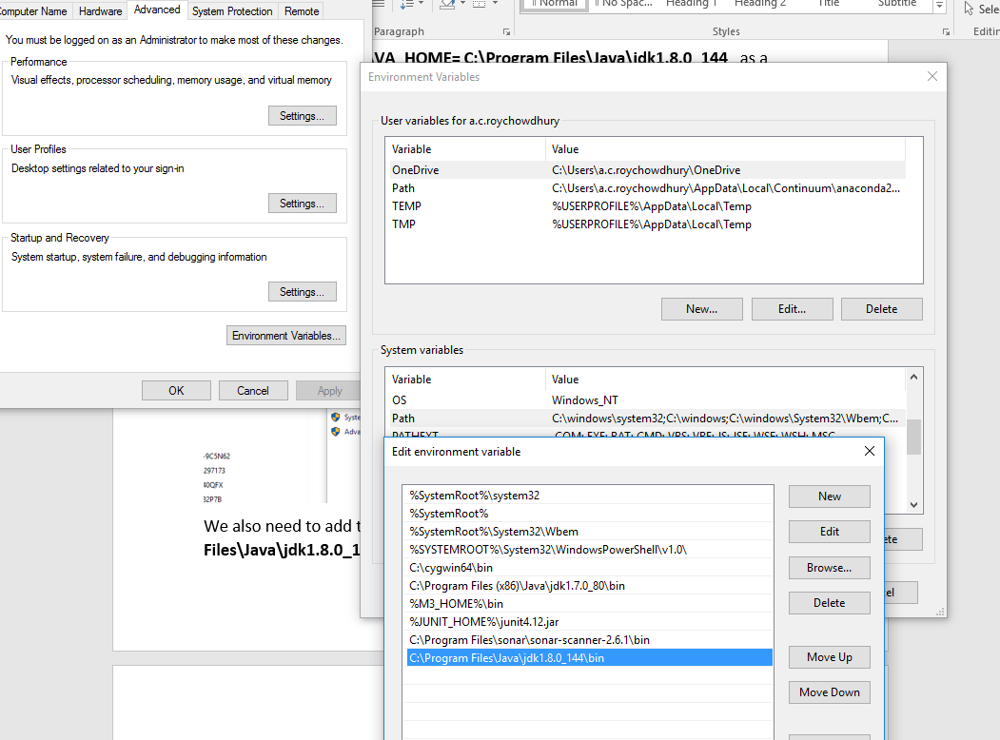 Computer Name Hardware Advanced System Protection Remote
You must be logged on as an Administrator to make most of these changes.
Performance
Visual effects, processor scheduling, memory usage, and virtual memory
Settings...
User Profiles
Desktop settings related to your sign-in
Settings...
Startup and Recovery
System startup, system failure, and debugging information
Settings...
Environment Variables...
OK Cancel Apply
Normal No Spac... Heading 1 Heading 2 Title Subtitle
Paragraph Styles
AVA_HOME= C:\Program Files\Java\jdk1.8.0_144 as a
Environment Variables
User variables for a.c.roychowdhury
Variable Value
OneDrive C:\Users\a.c.roychowdhury\OneDrive
Path C:\Users\a.c.roychowdhury\AppData\Local\Continuum\anaconda2...
TEMP %USERPROFILE%\AppData\Local\Temp
TMP %USERPROFILE%\AppData\Local\Temp
New... Edit... Delete
System variables
Variable Value
OS Windows_NT
Path C:\windows\system32;C:\windows;C:\windows\System32\Wbem;C...
PATHEXT .COM;.EXE;.BAT;.CMD;.VBS;.VBE;.JS;.JSE;.WSF;.WSH;.MSC
Edit environment variable
%SystemRoot%\system32
%SystemRoot%
%SystemRoot%\System32\Wbem
%SYSTEMROOT%\System32\WindowsPowerShell\v1.0\
C:\cygwin64\bin
C:\Program Files (x86)\Java\jdk1.7.0_80\bin
%M3_HOME%\bin
%JUNIT_HOME%\junit4.12.jar
C:\Program Files\sonar\sonar-scanner-2.6.1\bin
C:\Program Files\Java\jdk1.8.0_144\bin
New
Edit
Browse...
Delete
Move Up
Move Down
-9C5N62
297173
40QFX
32P7B
We also need to add t
Files\Java\jdk1.8.0_1